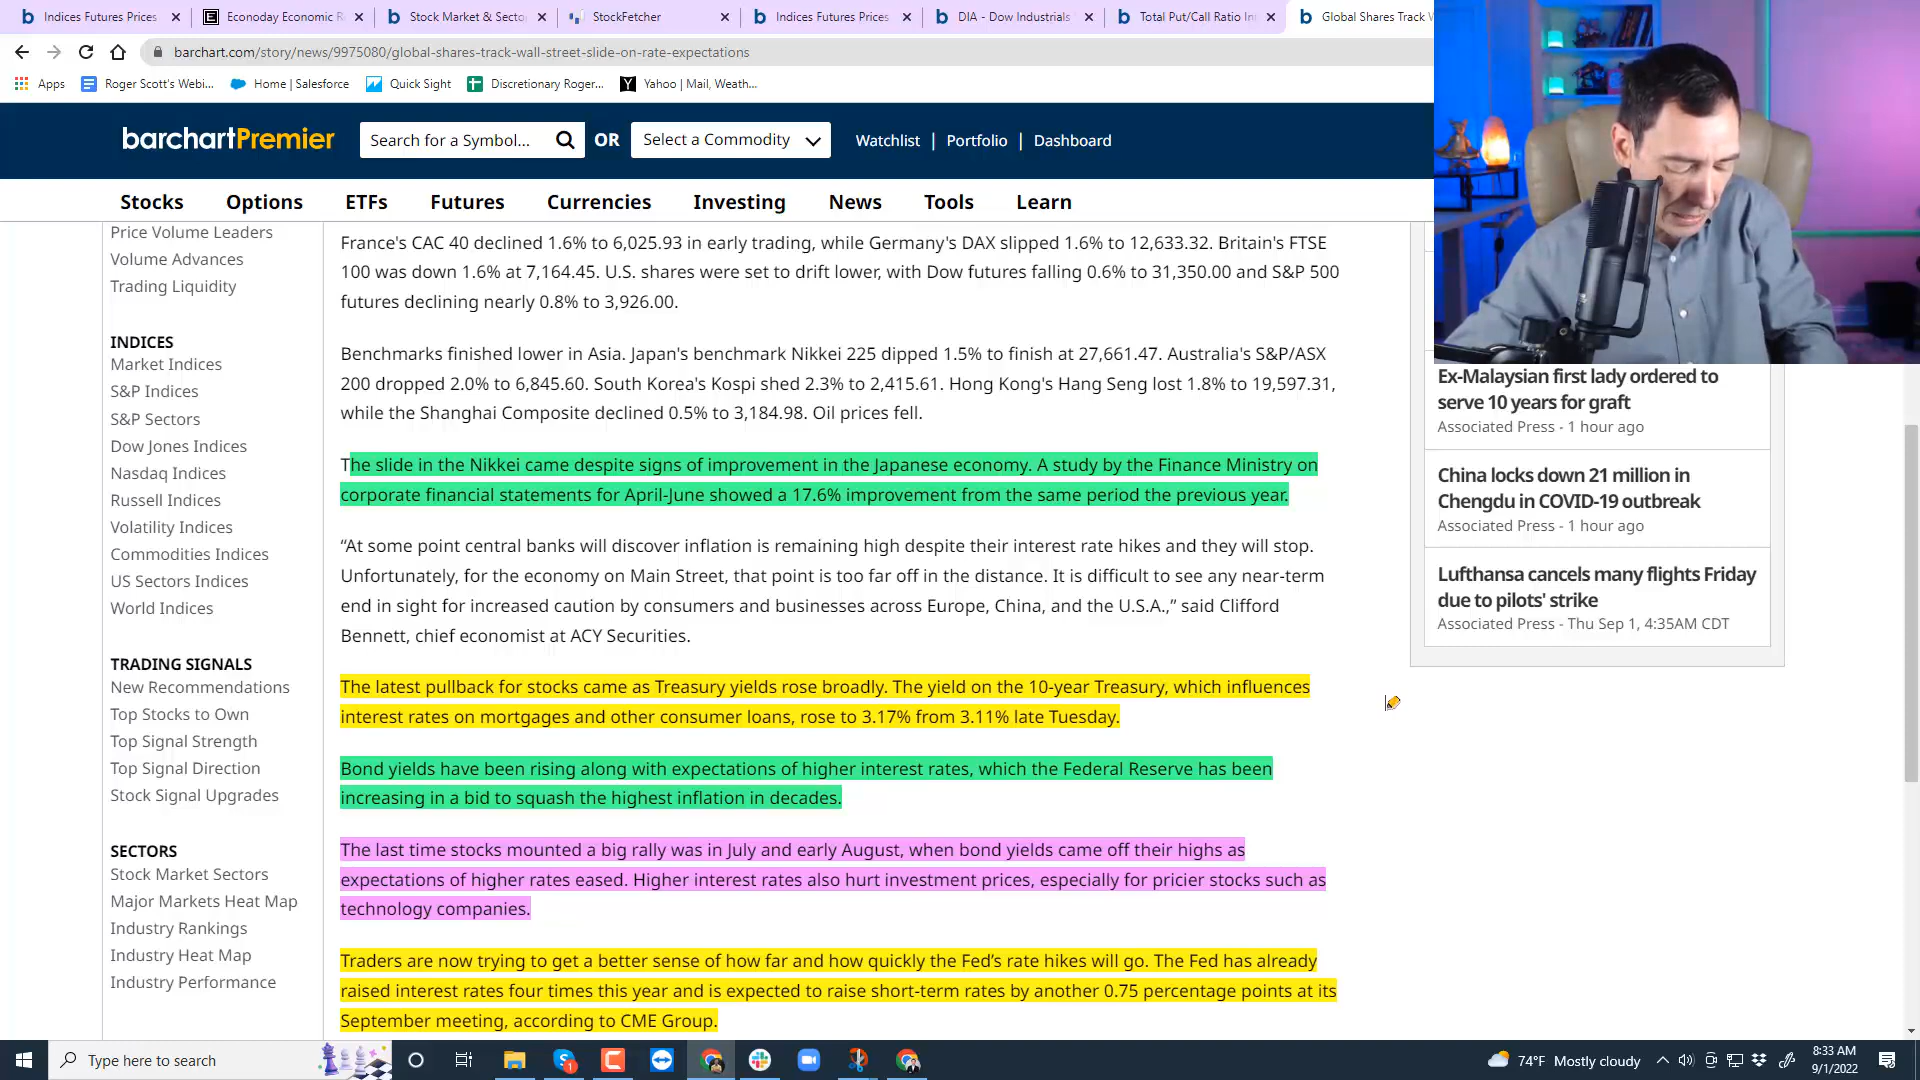 Indices Futures Prices
Econoday Economic R
Stock Market & Sector
StockFetcher
Indices Futures Prices
DIA - Dow Industrials
Total Put/Call Ratio In
Global Shares Track W
barchart.com/story/news/9975080/global-shares-track-wall-street-slide-on-rate-expectations
Apps
Roger Scott's Webi...
Home | Salesforce
Quick Sight
Discretionary Roger...
Yahoo | Mail, Weath...
barchartPremier
Search for a Symbol...
OR
Select a Commodity
Watchlist | Portfolio | Dashboard
Stocks
Options
ETFs
Futures
Currencies
Investing
News
Tools
Learn
Price Volume Leaders
Volume Advances
Trading Liquidity
INDICES
Market Indices
S&P Indices
S&P Sectors
Dow Jones Indices
Nasdaq Indices
Russell Indices
Volatility Indices
Commodities Indices
US Sectors Indices
World Indices
TRADING SIGNALS
New Recommendations
Top Stocks to Own
Top Signal Strength
Top Signal Direction
Stock Signal Upgrades
SECTORS
Stock Market Sectors
Major Markets Heat Map
Industry Rankings
Industry Heat Map
Industry Performance
France's CAC 40 declined 1.6% to 6,025.93 in early trading, while Germany's DAX slipped 1.6% to 12,633.32. Britain's FTSE
100 was down 1.6% at 7,164.45. U.S. shares were set to drift lower, with Dow futures falling 0.6% to 31,350.00 and S&P 500
futures declining nearly 0.8% to 3,926.00.
Benchmarks finished lower in Asia. Japan's benchmark Nikkei 225 dipped 1.5% to finish at 27,661.47. Australia's S&P/ASX
200 dropped 2.0% to 6,845.60. South Korea's Kospi shed 2.3% to 2,415.61. Hong Kong's Hang Seng lost 1.8% to 19,597.31,
while the Shanghai Composite declined 0.5% to 3,184.98. Oil prices fell.
The slide in the Nikkei came despite signs of improvement in the Japanese economy. A study by the Finance Ministry on
corporate financial statements for April-June showed a 17.6% improvement from the same period the previous year.
“At some point central banks will discover inflation is remaining high despite their interest rate hikes and they will stop.
Unfortunately, for the economy on Main Street, that point is too far off in the distance. It is difficult to see any near-term
end in sight for increased caution by consumers and businesses across Europe, China, and the U.S.A.,” said Clifford
Bennett, chief economist at ACY Securities.
The latest pullback for stocks came as Treasury yields rose broadly. The yield on the 10-year Treasury, which influences
interest rates on mortgages and other consumer loans, rose to 3.17% from 3.11% late Tuesday.
Bond yields have been rising along with expectations of higher interest rates, which the Federal Reserve has been
increasing in a bid to squash the highest inflation in decades.
The last time stocks mounted a big rally was in July and early August, when bond yields came off their highs as
expectations of higher rates eased. Higher interest rates also hurt investment prices, especially for pricier stocks such as
technology companies.
Traders are now trying to get a better sense of how far and how quickly the Fed’s rate hikes will go. The Fed has already
raised interest rates four times this year and is expected to raise short-term rates by another 0.75 percentage points at its
September meeting, according to CME Group.
Ex-Malaysian first lady ordered to
serve 10 years for graft
Associated Press - 1 hour ago
China locks down 21 million in
Chengdu in COVID-19 outbreak
Associated Press - 1 hour ago
Lufthansa cancels many flights Friday
due to pilots' strike
Associated Press - Thu Sep 1, 4:35AM CDT
Type here to search
74°F Mostly cloudy
8:33 AM
9/1/2022